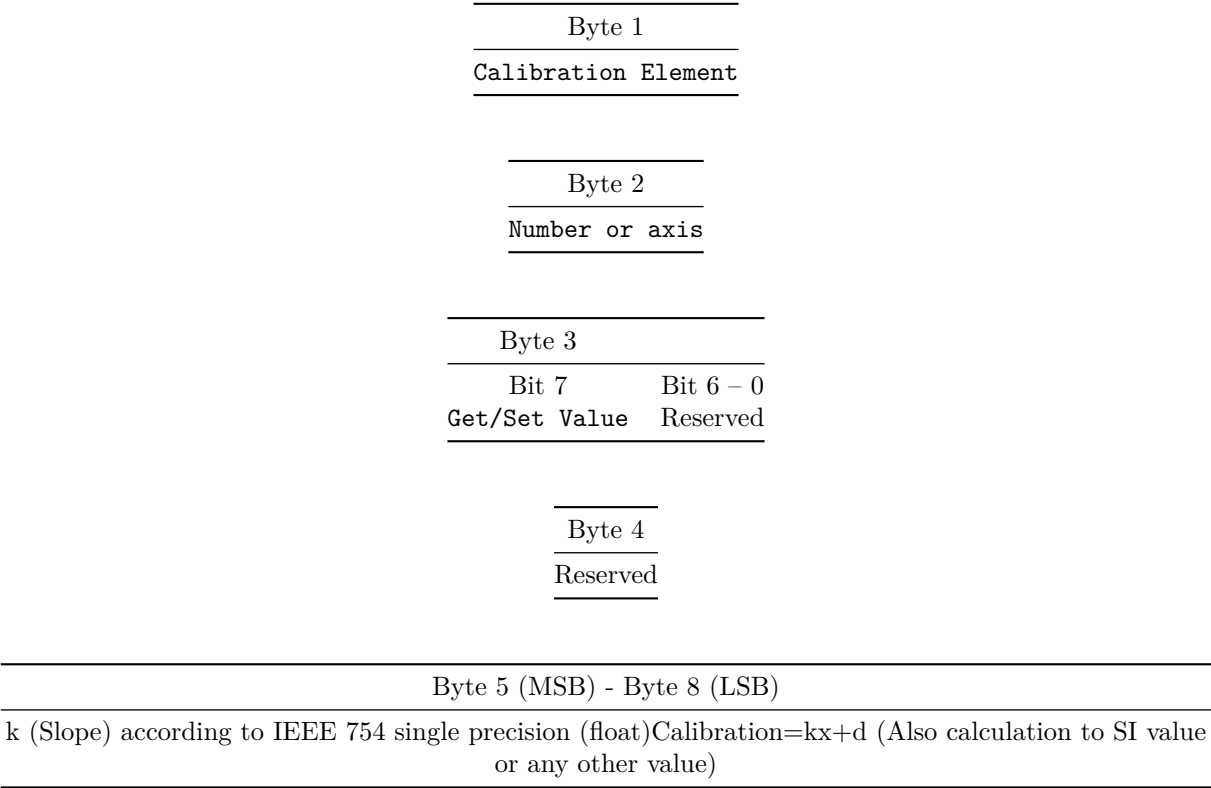 Byte 1
Calibration Element
Byte 2
Number or axis
Byte 3
Bit 7 Bit 6 – 0
Get/Set Value Reserved
Byte 4
Reserved
Byte 5 (MSB) - Byte 8 (LSB)
k (Slope) according to IEEE 754 single precision (float)Calibration=kx+d (Also calculation to SI value
or any other value)